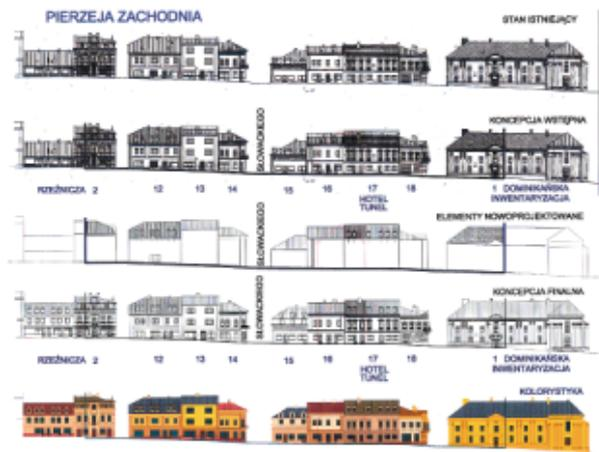 PIERZEJA ZACHODNIA
STAN ISTNIEJĄCY
KONCEPCJA WSTĘPNA
SŁOWACKIEGO
RZEŹNICZA 2 12 13 14 15 16 17 18 1 DOMINIKAŃSKA
HOTEL INWENTARYZACJA
TUNEL
ELEMENTY NOWOPROJEKTOWANE
SŁOWACKIEGO
KONCEPCJA FINALNA
SŁOWACKIEGO
RZEŹNICZA 2 12 13 14 15 16 17 18 1 DOMINIKAŃSKA
HOTEL INWENTARYZACJA
TUNEL
KOLORYSTYKA